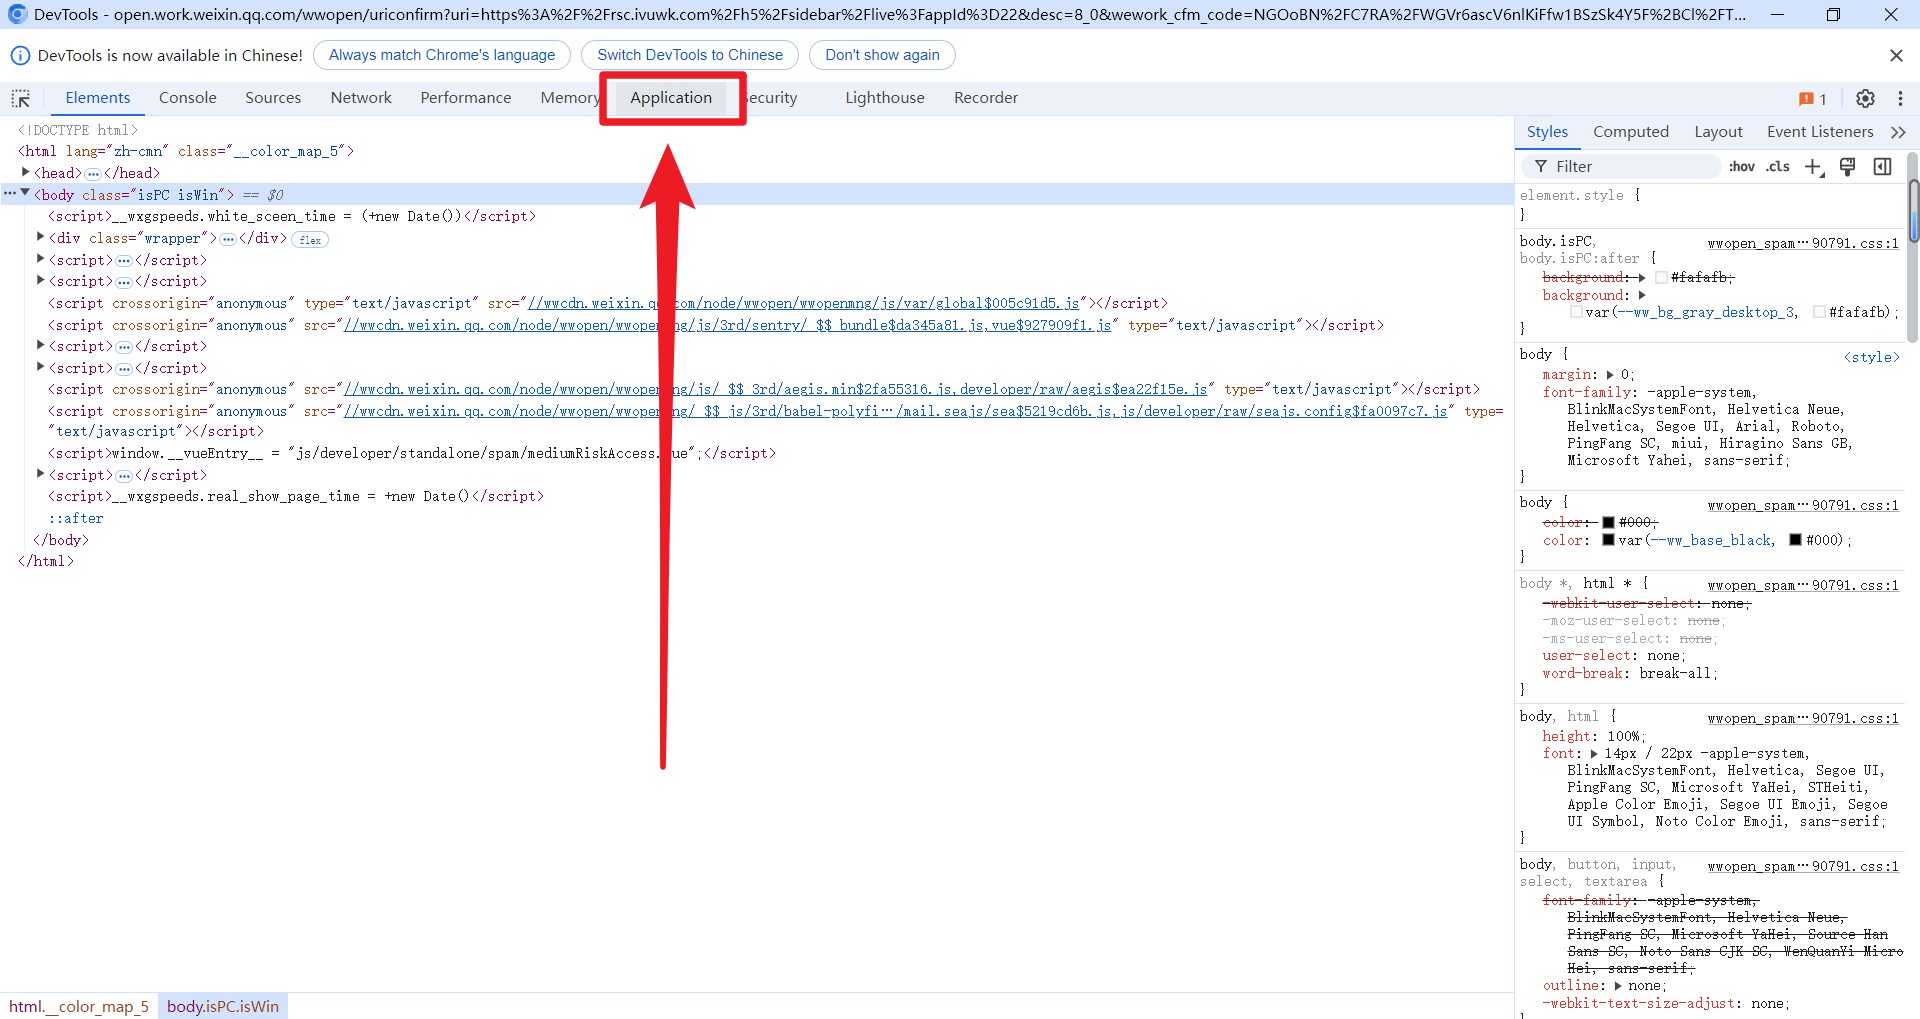 DevTools - open.work.weixin.qq.com/wwopen/uriconfirm?uri=https%3A%2F%2Frsc.ivuwk.com%2Fh5%2Fsidebar%2Flive%3FappId%3D22&desc=8_0&wework_cfm_code=NGOoBN%2FC7RA%2FWGVr6ascV6nlKiFfw1BSzSk4Y5F%2BCl%2FT...
DevTools is now available in Chinese! Always match Chrome's language Switch DevTools to Chinese Don't show again
Elements Console Sources Network Performance Memory Application ecurity Lighthouse Recorder 1
<!DOCTYPE html>
<html lang="zh-cmn" class="__color_map_5">
<head>…</head>
<body class="isPC isWin"> == $0
<script>__wxgspeeds.white_sceen_time = (+new Date())</script>
<div class="wrapper">…</div> flex
<script>…</script>
<script>…</script>
<script crossorigin="anonymous" type="text/javascript" src="//wwcdn.weixin.qq.com/node/wwopen/wwopenmng/js/var/global$005c91d5.js"></script>
<script crossorigin="anonymous" src="//wwcdn.weixin.qq.com/node/wwopen/wwopenmng/js/3rd/sentry/_$$_bundle$da345a81.js,vue$927909f1.js" type="text/javascript"></script>
<script>…</script>
<script>…</script>
<script crossorigin="anonymous" src="//wwcdn.weixin.qq.com/node/wwopen/wwopenmng/js/_$$_3rd/aegis.min$2fa55316.js,developer/raw/aegis$ea22f15e.js" type="text/javascript"></script>
<script crossorigin="anonymous" src="//wwcdn.weixin.qq.com/node/wwopen/wwopenmng/_$$_js/3rd/babel-polyfi…/mail.seajs/sea$5219cd6b.js,js/developer/raw/seajs.config$fa0097c7.js" type=
"text/javascript"></script>
<script>window.__vueEntry__ = "js/developer/standalone/spam/mediumRiskAccess.vue";</script>
<script>…</script>
<script>__wxgspeeds.real_show_page_time = +new Date()</script>
::after
</body>
</html>
html.__color_map_5 body.isPC.isWin
Styles Computed Layout Event Listeners
Filter :hov .cls
element.style {
}
body.isPC, wwopen_spam…90791.css:1
body.isPC:after {
background: #fafafb;
background:
var(--ww_bg_gray_desktop_3, #fafafb);
}
body { <style>
margin: 0;
font-family: -apple-system,
BlinkMacSystemFont, Helvetica Neue,
Helvetica, Segoe UI, Arial, Roboto,
PingFang SC, miui, Hiragino Sans GB,
Microsoft Yahei, sans-serif;
}
body { wwopen_spam…90791.css:1
color: #000;
color: var(--ww_base_black, #000);
}
body *, html * { wwopen_spam…90791.css:1
-webkit-user-select: none;
-moz-user-select: none;
-ms-user-select: none;
user-select: none;
word-break: break-all;
}
body, html { wwopen_spam…90791.css:1
height: 100%;
font: 14px / 22px -apple-system,
BlinkMacSystemFont, Helvetica, Segoe UI,
PingFang SC, Microsoft YaHei, STHeiti,
Apple Color Emoji, Segoe UI Emoji, Segoe
UI Symbol, Noto Color Emoji, sans-serif;
}
body, button, input, wwopen_spam…90791.css:1
select, textarea {
font-family: -apple-system,
BlinkMacSystemFont, Helvetica Neue,
PingFang SC, Microsoft YaHei, Source Han
Sans SC, Noto Sans CJK SC, WenQuanYi Micro
Hei, sans-serif;
outline: none;
-webkit-text-size-adjust: none;